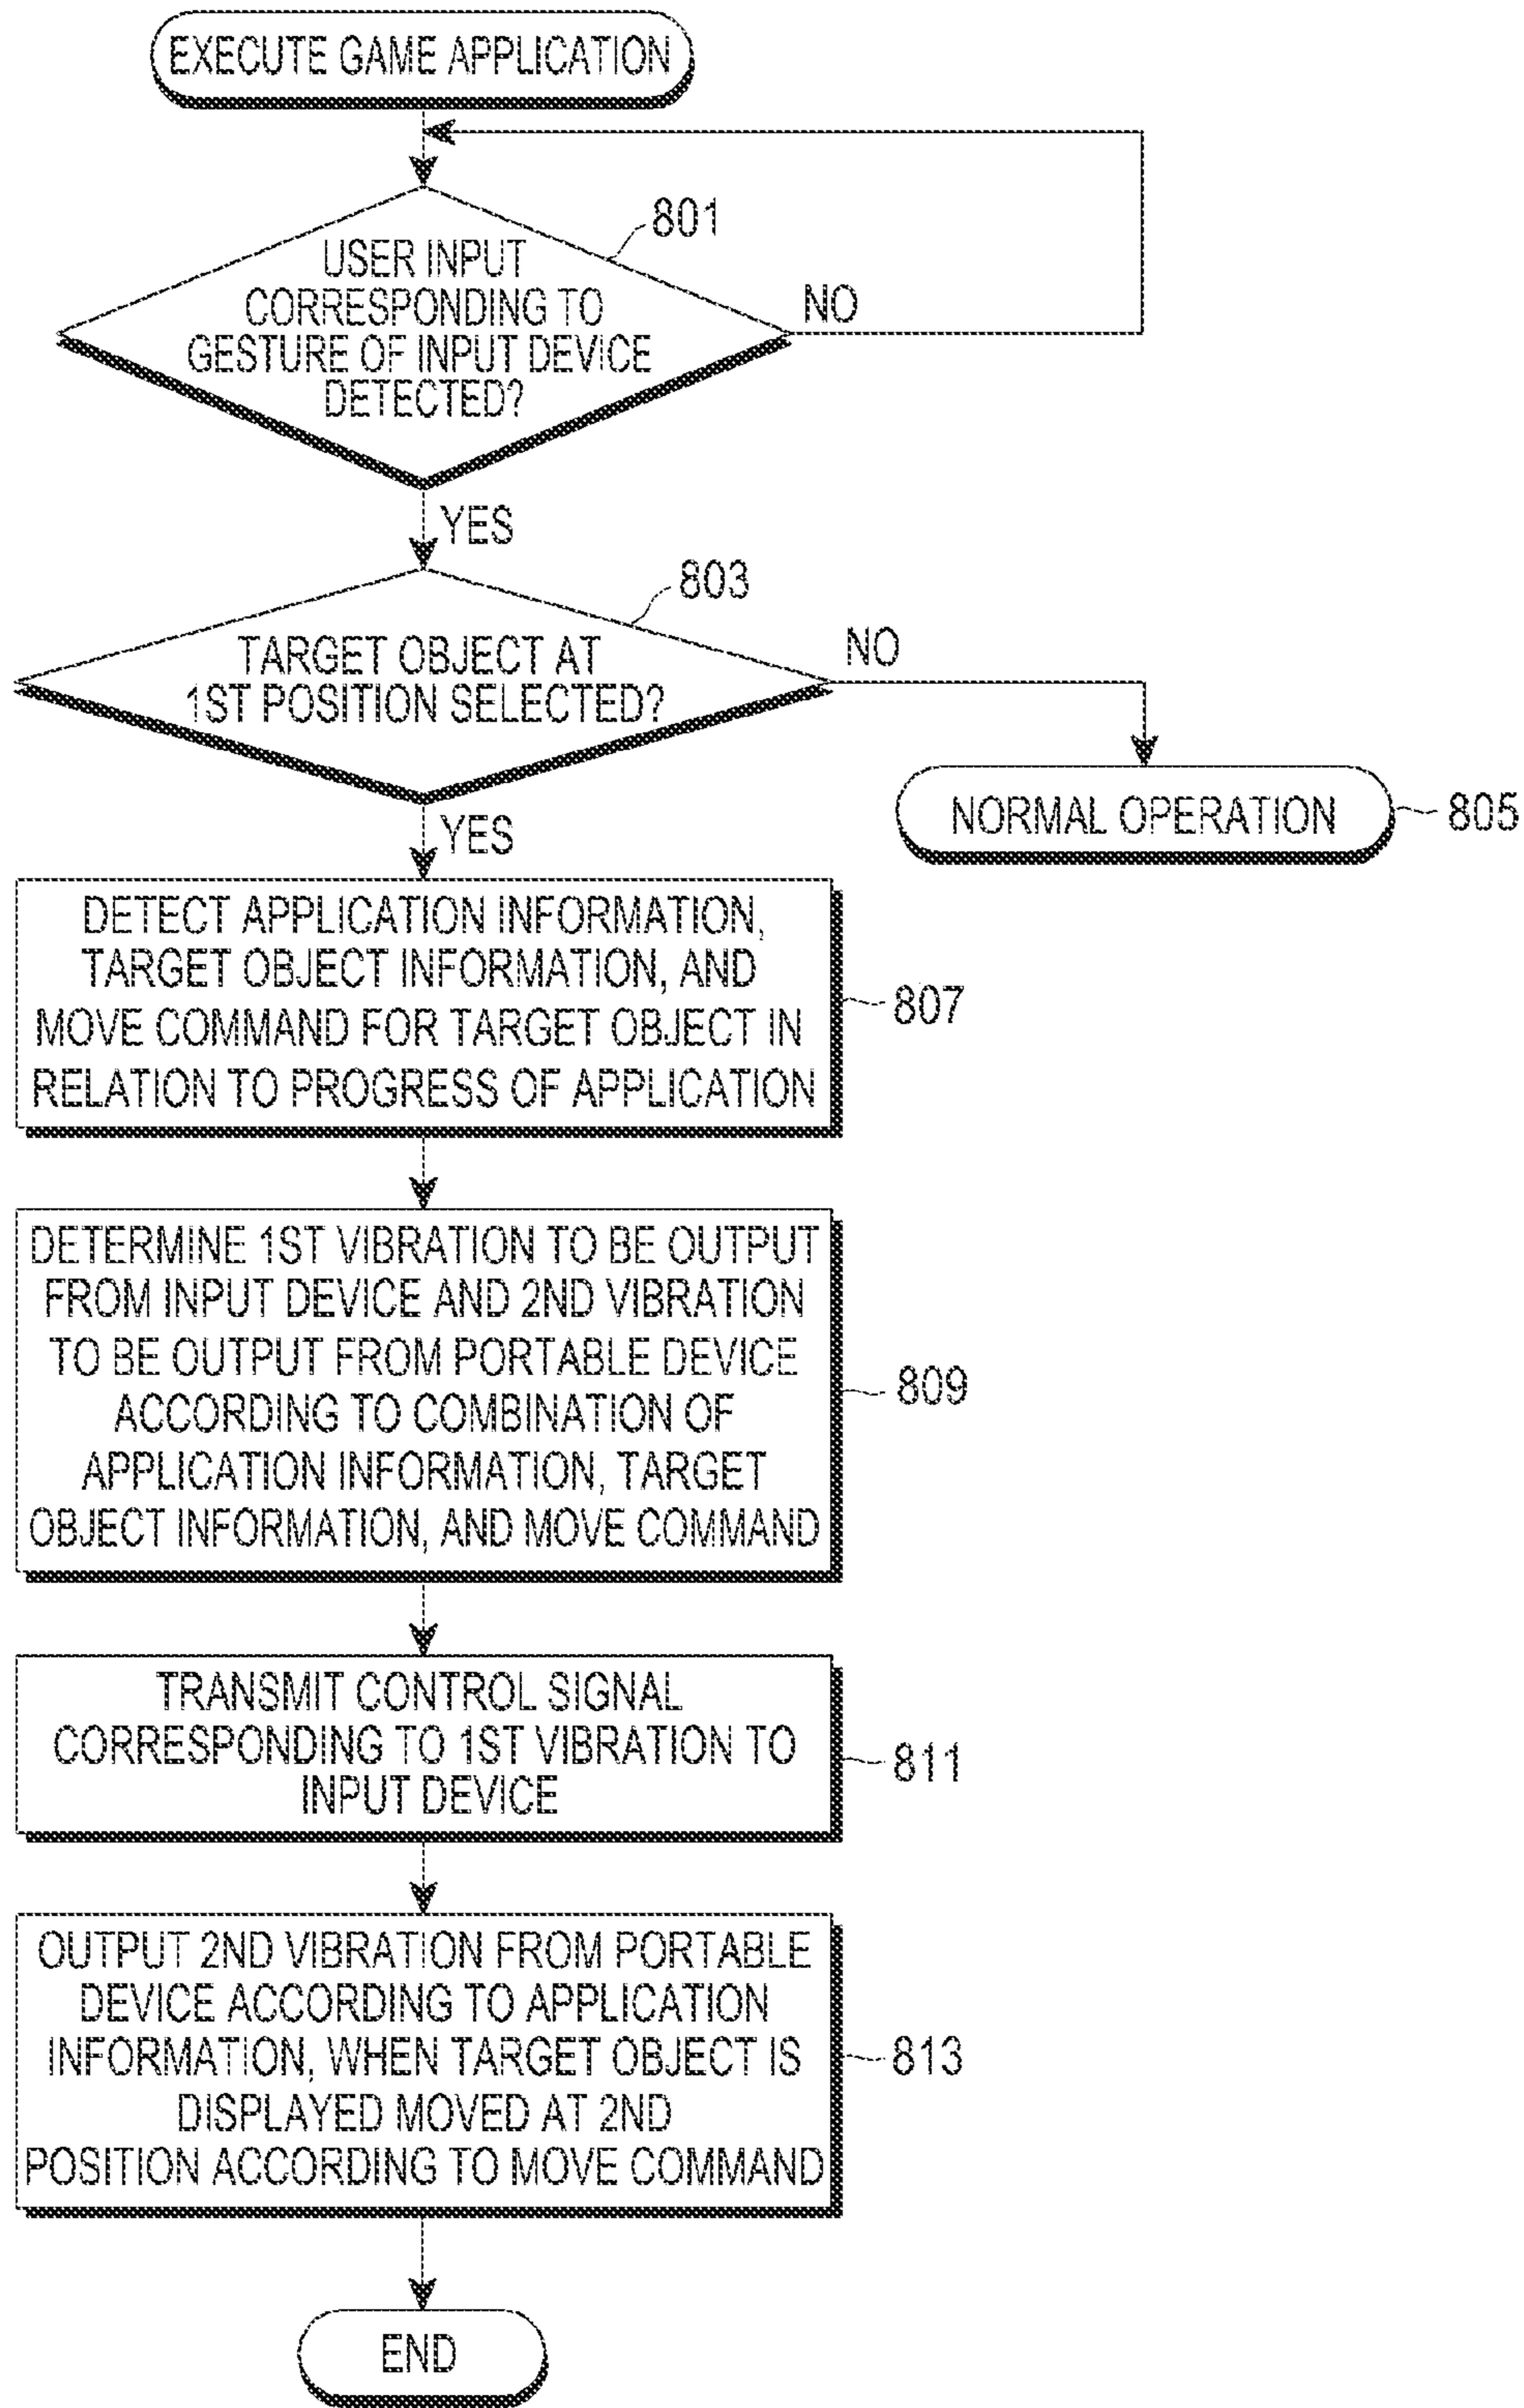 EXECUTE GAME APPLICATION
801
USER INPUT
CORRESPONDING TO
GESTURE OF INPUT DEVICE
DETECTED?
NO
YES
803
TARGET OBJECT AT
1ST POSITION SELECTED?
NO
NORMAL OPERATION
805
YES
DETECT APPLICATION INFORMATION,
TARGET OBJECT INFORMATION, AND
MOVE COMMAND FOR TARGET OBJECT IN
RELATION TO PROGRESS OF APPLICATION
807
DETERMINE 1ST VIBRATION TO BE OUTPUT
FROM INPUT DEVICE AND 2ND VIBRATION
TO BE OUTPUT FROM PORTABLE DEVICE
ACCORDING TO COMBINATION OF
APPLICATION INFORMATION, TARGET
OBJECT INFORMATION, AND MOVE COMMAND
809
TRANSMIT CONTROL SIGNAL
CORRESPONDING TO 1ST VIBRATION TO
INPUT DEVICE
811
OUTPUT 2ND VIBRATION FROM PORTABLE
DEVICE ACCORDING TO APPLICATION
INFORMATION, WHEN TARGET OBJECT IS
DISPLAYED MOVED AT 2ND
POSITION ACCORDING TO MOVE COMMAND
813
END